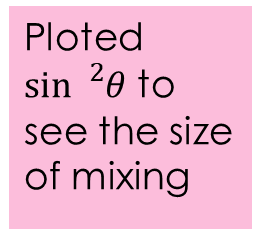 Ploted
sin ²θ to
see the size
of mixing